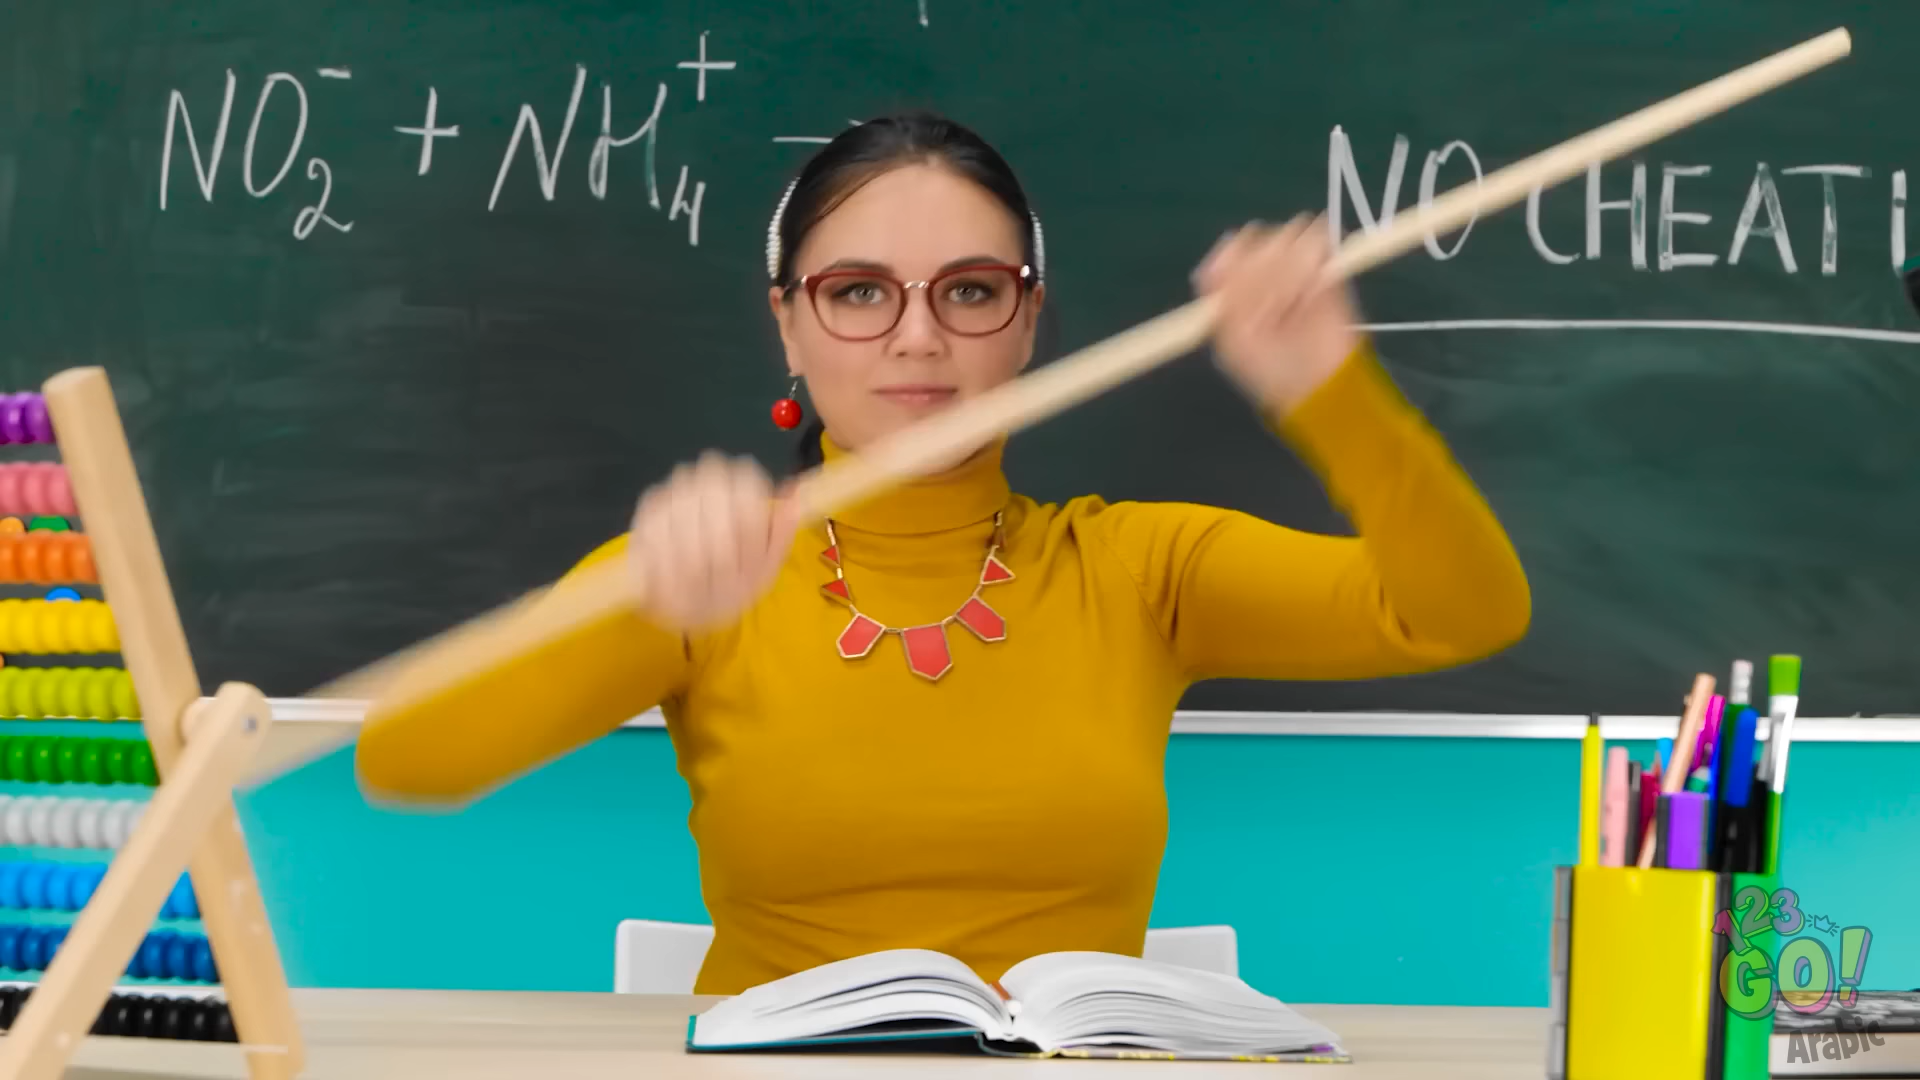 NO₂⁻ + NH₄⁺ →
NO CHEATI
123
GO!
Arabic